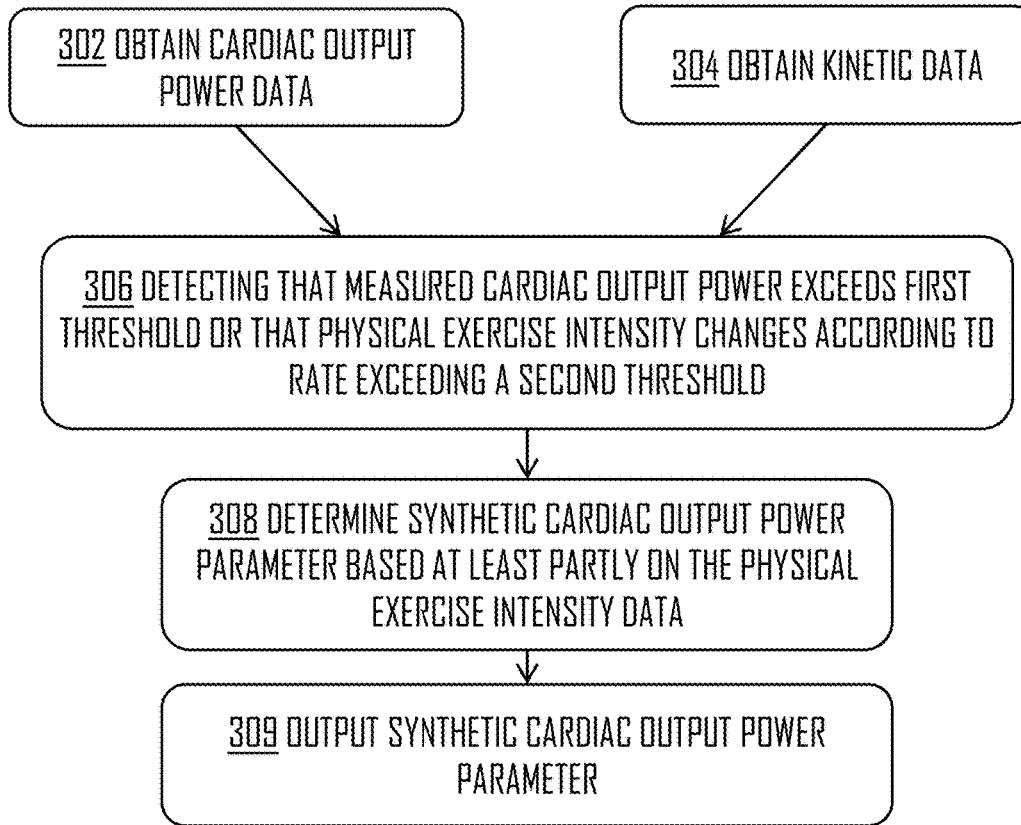 302 OBTAIN CARDIAC OUTPUT
POWER DATA
304 OBTAIN KINETIC DATA
306 DETECTING THAT MEASURED CARDIAC OUTPUT POWER EXCEEDS FIRST
THRESHOLD OR THAT PHYSICAL EXERCISE INTENSITY CHANGES ACCORDING TO
RATE EXCEEDING A SECOND THRESHOLD
308 DETERMINE SYNTHETIC CARDIAC OUTPUT POWER
PARAMETER BASED AT LEAST PARTLY ON THE PHYSICAL
EXERCISE INTENSITY DATA
309 OUTPUT SYNTHETIC CARDIAC OUTPUT POWER
PARAMETER